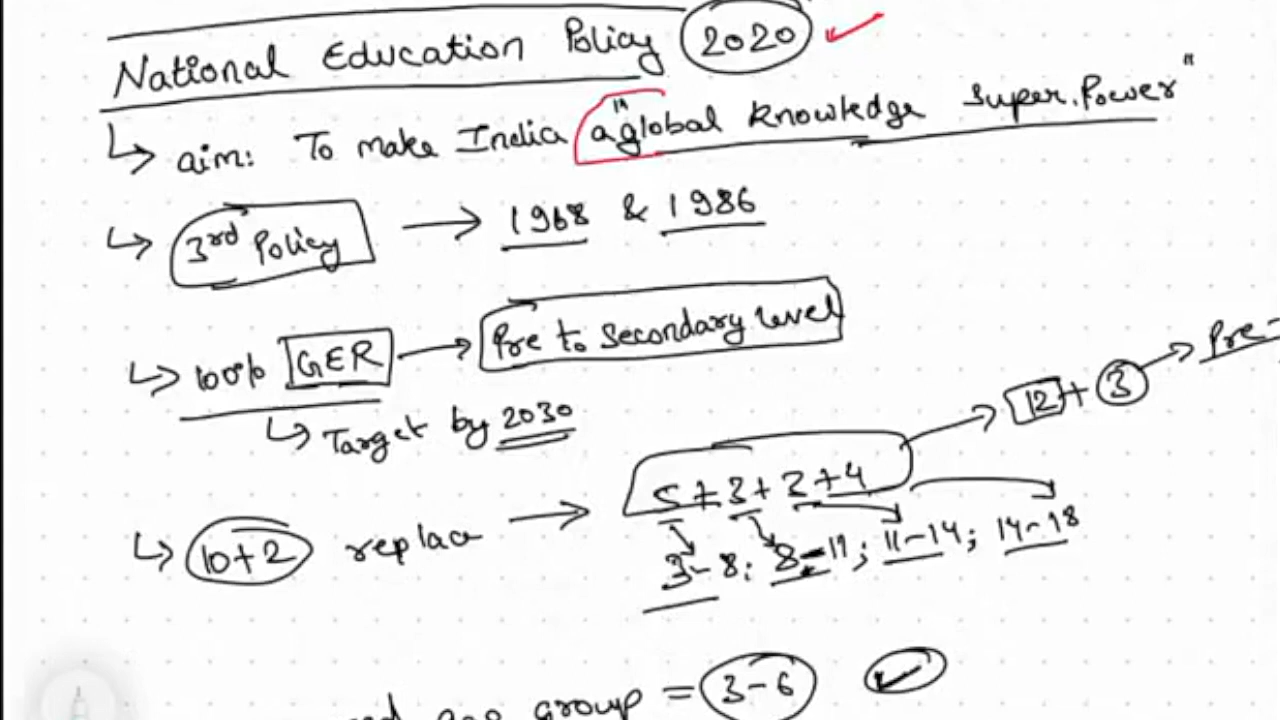 National Education Policy 2020
aim: To make India "a global knowledge Super.Power"
3rd Policy → 1968 & 1986
100% GER → Pre to Secondary level
Target by 2030
12 + 3 → Pre-
10+2 replace → 5+3+3+4
3-8; 8-11; 11-14; 14-18
age group = 3-6